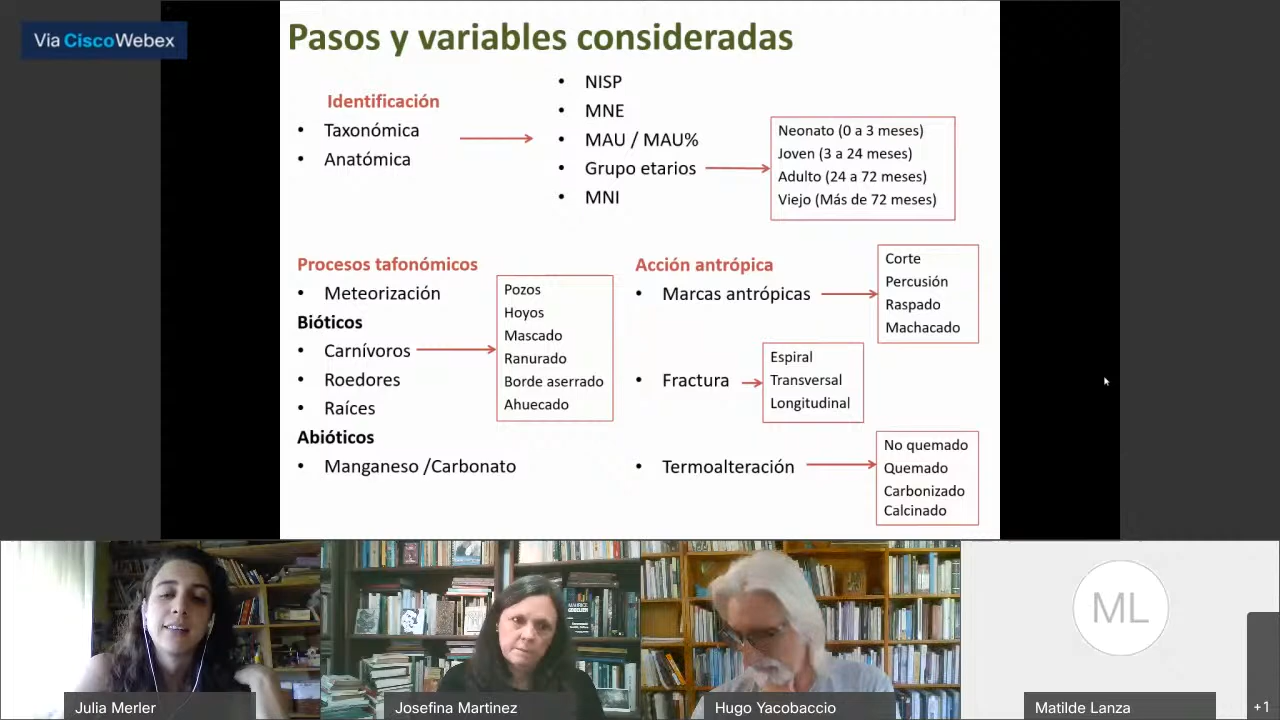 Via Cisco Webex
Pasos y variables consideradas
Identificación
• Taxonómica
• Anatómica
• NISP
• MNE
• MAU / MAU%
• Grupo etarios
• MNI
Neonato (0 a 3 meses)
Joven (3 a 24 meses)
Adulto (24 a 72 meses)
Viejo (Más de 72 meses)
Procesos tafonómicos
• Meteorización
Bióticos
• Carnívoros
• Roedores
• Raíces
Abióticos
• Manganeso /Carbonato
Pozos
Hoyos
Mascado
Ranurado
Borde aserrado
Ahuecado
Acción antrópica
• Marcas antrópicas
Corte
Percusión
Raspado
Machacado
• Fractura
Espiral
Transversal
Longitudinal
• Termoalteración
No quemado
Quemado
Carbonizado
Calcinado
ML
Julia Merler
Josefina Martinez
Hugo Yacobaccio
Matilde Lanza
+1